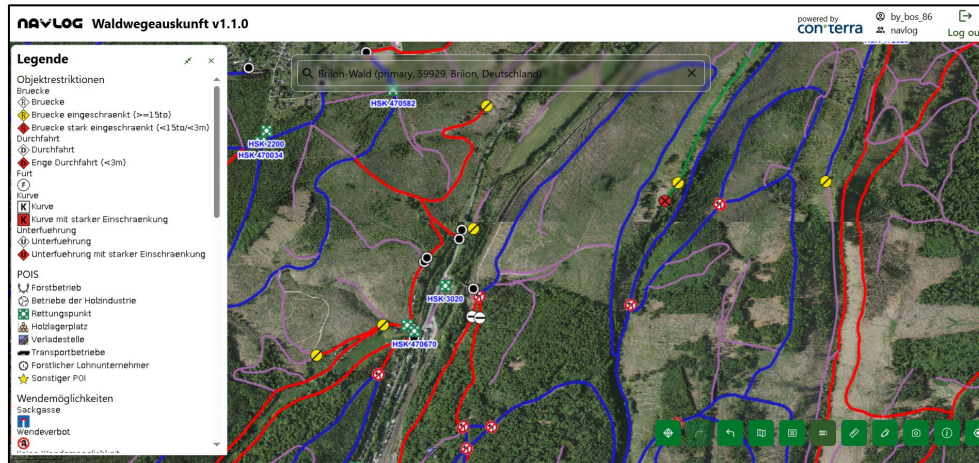 NAVLOG Waldwegeauskunft v1.1.0
powered by
con·terra
by_bos_86
navlog
Log ou
Legende
Objektrestriktionen
Bruecke
R Bruecke
R Bruecke eingeschraenkt (>=15to)
R Bruecke stark eingeschraenkt (<15to/<3m)
Durchfahrt
D Durchfahrt
D Enge Durchfahrt (<3m)
Furt
F
Kurve
K Kurve
K Kurve mit starker Einschraenkung
Unterfuehrung
U Unterfuehrung
U Unterfuehrung mit starker Einschraenkung
POIS
Forstbetrieb
Betriebe der Holzindustrie
Rettungspunkt
Holzlagerplatz
Verladestelle
Transportbetriebe
Forstlicher Lohnunternehmer
Sonstiger POI
Wendemöglichkeiten
Sackgasse
Wendeverbot
Keine Wendemoeglichkeit
Brilon-Wald (primary, 59929, Brilon, Deutschland)
HSK-470582
HSK-2200
HSK-470034
HSK-3020
HSK-470670